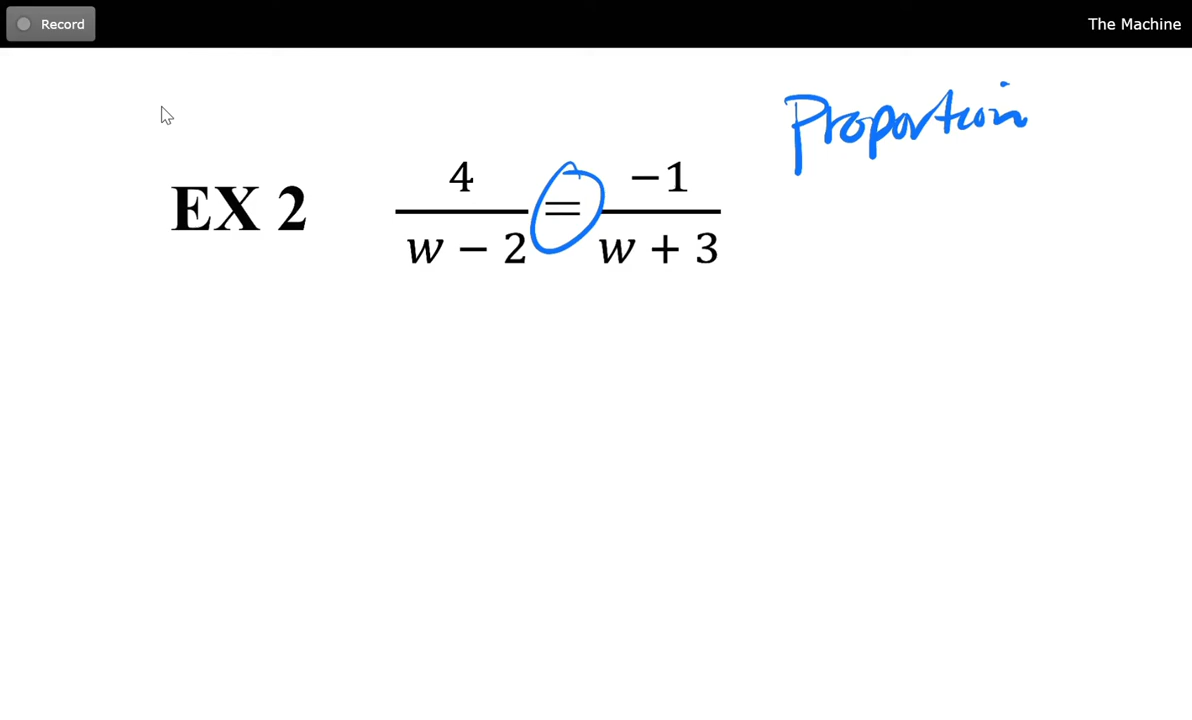 Record
The Machine
Proportion
EX 2 4/(w − 2) = −1/(w + 3)